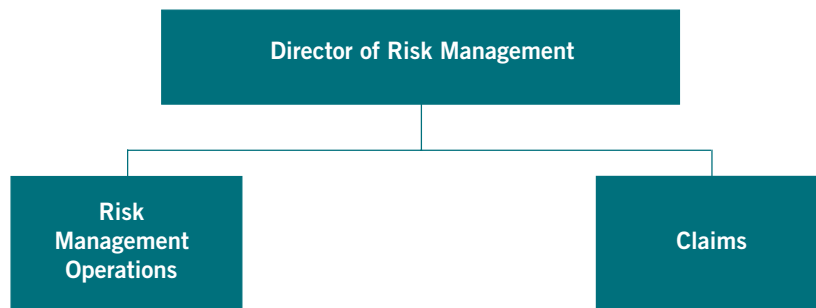 Director of Risk Management
Risk
Management
Operations
Claims